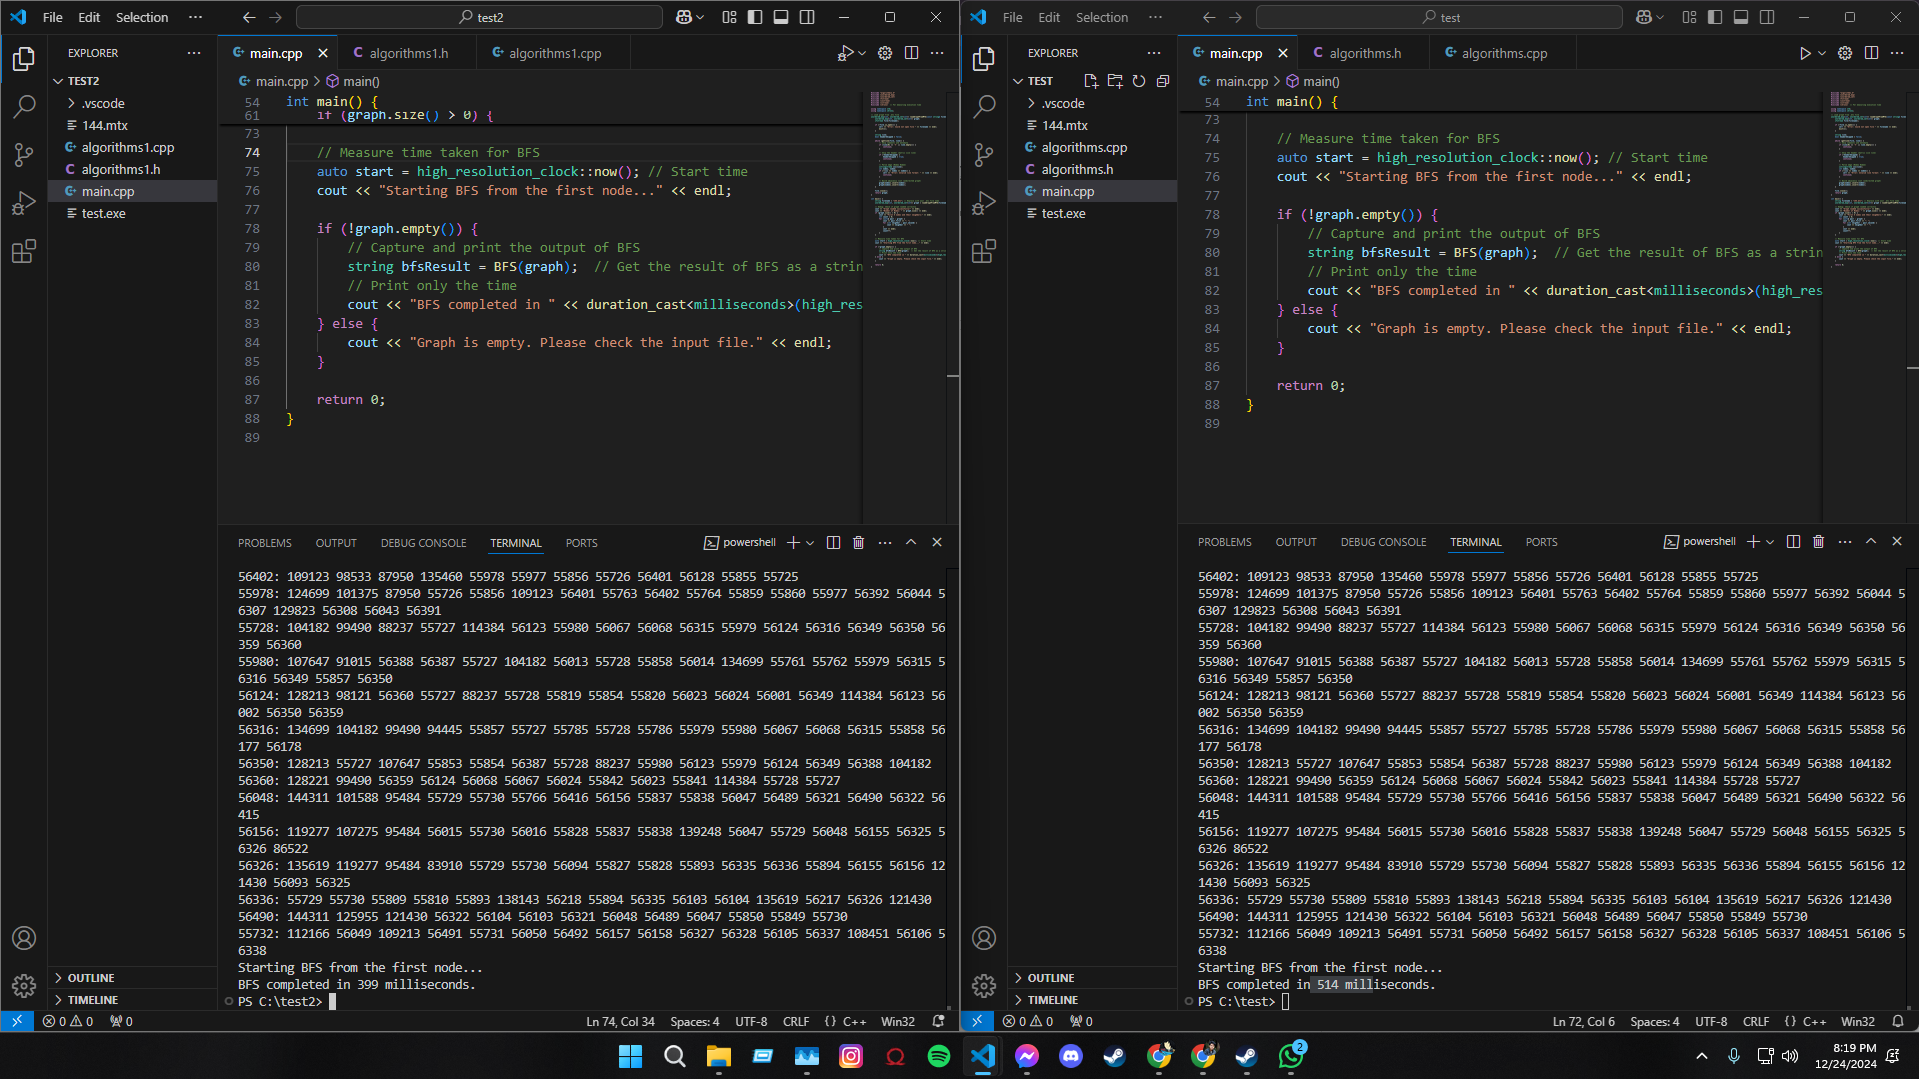 File Edit Selection ··· test2
EXPLORER ···
TEST2
.vscode
144.mtx
algorithms1.cpp
algorithms1.h
main.cpp
test.exe
OUTLINE
TIMELINE
main.cpp algorithms1.h algorithms1.cpp
main.cpp > main()
54 int main() {
61 if (graph.size() > 0) {
73
74 // Measure time taken for BFS
75 auto start = high_resolution_clock::now(); // Start time
76 cout << "Starting BFS from the first node..." << endl;
77
78 if (!graph.empty()) {
79 // Capture and print the output of BFS
80 string bfsResult = BFS(graph); // Get the result of BFS as a strin
81 // Print only the time
82 cout << "BFS completed in " << duration_cast<milliseconds>(high_res
83 } else {
84 cout << "Graph is empty. Please check the input file." << endl;
85 }
86
87 return 0;
88 }
89
PROBLEMS OUTPUT DEBUG CONSOLE TERMINAL PORTS powershell
56402: 109123 98533 87950 135460 55978 55977 55856 55726 56401 56128 55855 55725
55978: 124699 101375 87950 55726 55856 109123 56401 55763 56402 55764 55859 55860 55977 56392 56044 5
6307 129823 56308 56043 56391
55728: 104182 99490 88237 55727 114384 56123 55980 56067 56068 56315 55979 56124 56316 56349 56350 56
359 56360
55980: 107647 91015 56388 56387 55727 104182 56013 55728 55858 56014 134699 55761 55762 55979 56315 5
6316 56349 55857 56350
56124: 128213 98121 56360 55727 88237 55728 55819 55854 55820 56023 56024 56001 56349 114384 56123 56
002 56350 56359
56316: 134699 104182 99490 94445 55857 55727 55785 55728 55786 55979 55980 56067 56068 56315 55858 56
177 56178
56350: 128213 55727 107647 55853 55854 56387 55728 88237 55980 56123 55979 56124 56349 56388 104182
56360: 128221 99490 56359 56124 56068 56067 56024 55842 56023 55841 114384 55728 55727
56048: 144311 101588 95484 55729 55730 55766 56416 56156 55837 55838 56047 56489 56321 56490 56322 56
415
56156: 119277 107275 95484 56015 55730 56016 55828 55837 55838 139248 56047 55729 56048 56155 56325 5
6326 86522
56326: 135619 119277 95484 83910 55729 55730 56094 55827 55828 55893 56335 56336 55894 56155 56156 12
1430 56093 56325
56336: 55729 55730 55809 55810 55893 138143 56218 55894 56335 56103 56104 135619 56217 56326 121430
56490: 144311 125955 121430 56322 56104 56103 56321 56048 56489 56047 55850 55849 55730
55732: 112166 56049 109213 56491 55731 56050 56492 56157 56158 56327 56328 56105 56337 108451 56106 5
6338
Starting BFS from the first node...
BFS completed in 399 milliseconds.
PS C:\test2>
0 0 0 Ln 74, Col 34 Spaces: 4 UTF-8 CRLF {} C++ Win32
File Edit Selection ··· test
EXPLORER ···
TEST
.vscode
144.mtx
algorithms.cpp
algorithms.h
main.cpp
test.exe
OUTLINE
TIMELINE
main.cpp algorithms.h algorithms.cpp
main.cpp > main()
54 int main() {
73
74 // Measure time taken for BFS
75 auto start = high_resolution_clock::now(); // Start time
76 cout << "Starting BFS from the first node..." << endl;
77
78 if (!graph.empty()) {
79 // Capture and print the output of BFS
80 string bfsResult = BFS(graph); // Get the result of BFS as a strin
81 // Print only the time
82 cout << "BFS completed in " << duration_cast<milliseconds>(high_res
83 } else {
84 cout << "Graph is empty. Please check the input file." << endl;
85 }
86
87 return 0;
88 }
89
PROBLEMS OUTPUT DEBUG CONSOLE TERMINAL PORTS powershell
56402: 109123 98533 87950 135460 55978 55977 55856 55726 56401 56128 55855 55725
55978: 124699 101375 87950 55726 55856 109123 56401 55763 56402 55764 55859 55860 55977 56392 56044 5
6307 129823 56308 56043 56391
55728: 104182 99490 88237 55727 114384 56123 55980 56067 56068 56315 55979 56124 56316 56349 56350 56
359 56360
55980: 107647 91015 56388 56387 55727 104182 56013 55728 55858 56014 134699 55761 55762 55979 56315 5
6316 56349 55857 56350
56124: 128213 98121 56360 55727 88237 55728 55819 55854 55820 56023 56024 56001 56349 114384 56123 56
002 56350 56359
56316: 134699 104182 99490 94445 55857 55727 55785 55728 55786 55979 55980 56067 56068 56315 55858 56
177 56178
56350: 128213 55727 107647 55853 55854 56387 55728 88237 55980 56123 55979 56124 56349 56388 104182
56360: 128221 99490 56359 56124 56068 56067 56024 55842 56023 55841 114384 55728 55727
56048: 144311 101588 95484 55729 55730 55766 56416 56156 55837 55838 56047 56489 56321 56490 56322 56
415
56156: 119277 107275 95484 56015 55730 56016 55828 55837 55838 139248 56047 55729 56048 56155 56325 5
6326 86522
56326: 135619 119277 95484 83910 55729 55730 56094 55827 55828 55893 56335 56336 55894 56155 56156 12
1430 56093 56325
56336: 55729 55730 55809 55810 55893 138143 56218 55894 56335 56103 56104 135619 56217 56326 121430
56490: 144311 125955 121430 56322 56104 56103 56321 56048 56489 56047 55850 55849 55730
55732: 112166 56049 109213 56491 55731 56050 56492 56157 56158 56327 56328 56105 56337 108451 56106 5
6338
Starting BFS from the first node...
BFS completed in 514 milliseconds.
PS C:\test>
0 0 0 Ln 72, Col 6 Spaces: 4 UTF-8 CRLF {} C++ Win32
2
8:19 PM
12/24/2024